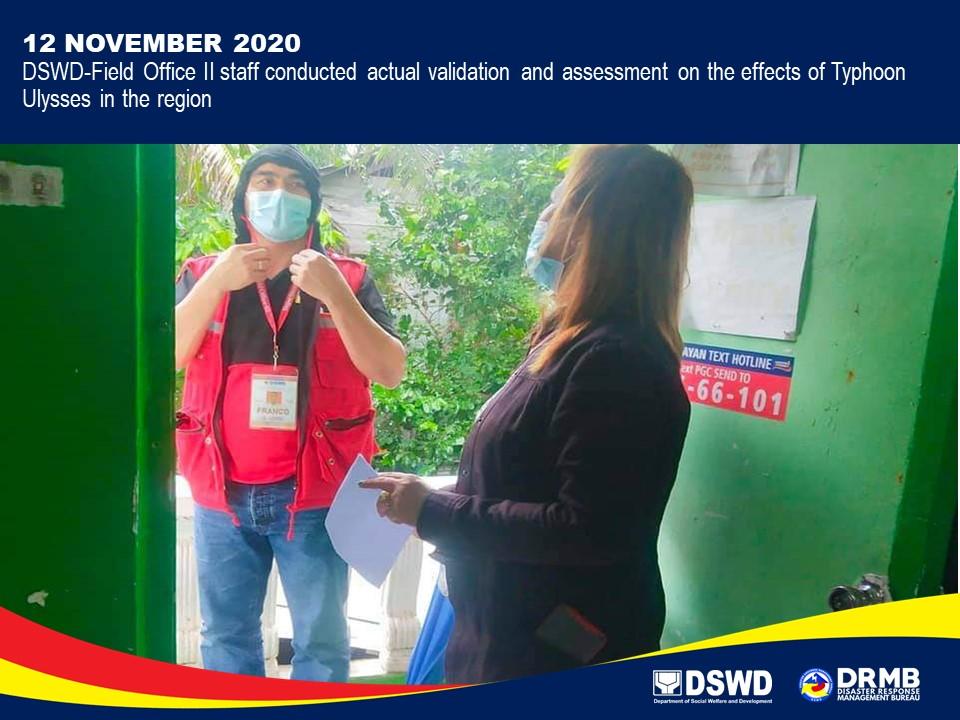 12 NOVEMBER 2020
DSWD-Field Office II staff conducted actual validation and assessment on the effects of Typhoon
Ulysses in the region
FRANCO
AYAN TEXT HOTLINE
ext PGC SEND TO
-66-101
DSWD
Department of Social Welfare and Development
DRMB
DISASTER RESPONSE
MANAGEMENT BUREAU